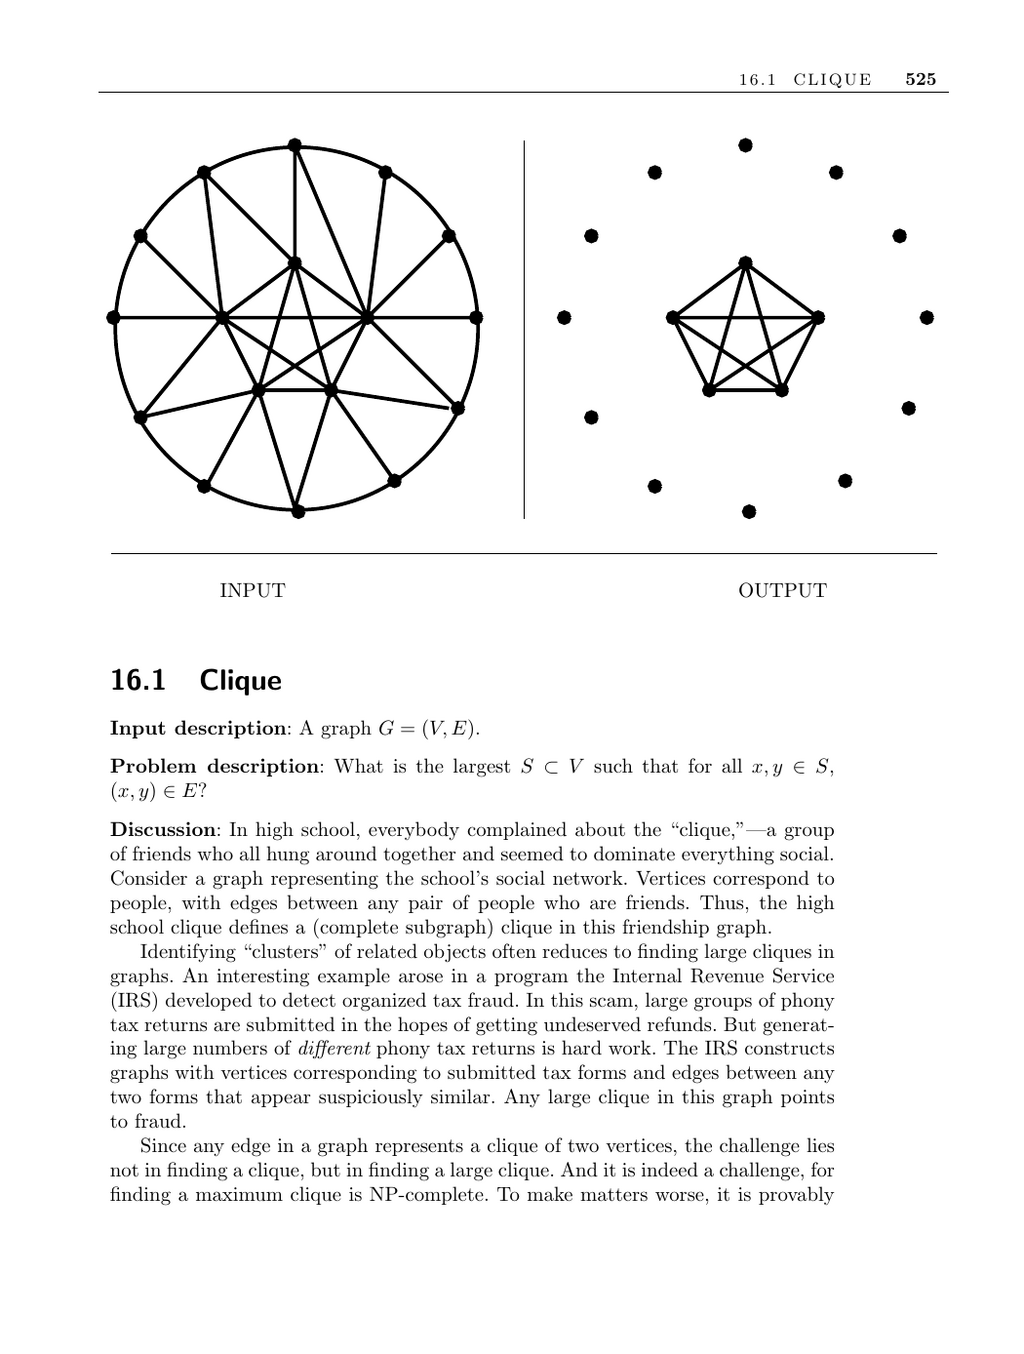 16.1 CLIQUE 525
INPUT OUTPUT
16.1 Clique
Input description: A graph G = (V, E).
Problem description: What is the largest S ⊂ V such that for all x, y ∈ S,
(x, y) ∈ E?
Discussion: In high school, everybody complained about the “clique,”—a group
of friends who all hung around together and seemed to dominate everything social.
Consider a graph representing the school’s social network. Vertices correspond to
people, with edges between any pair of people who are friends. Thus, the high
school clique defines a (complete subgraph) clique in this friendship graph.
Identifying “clusters” of related objects often reduces to finding large cliques in
graphs. An interesting example arose in a program the Internal Revenue Service
(IRS) developed to detect organized tax fraud. In this scam, large groups of phony
tax returns are submitted in the hopes of getting undeserved refunds. But generat-
ing large numbers of different phony tax returns is hard work. The IRS constructs
graphs with vertices corresponding to submitted tax forms and edges between any
two forms that appear suspiciously similar. Any large clique in this graph points
to fraud.
Since any edge in a graph represents a clique of two vertices, the challenge lies
not in finding a clique, but in finding a large clique. And it is indeed a challenge, for
finding a maximum clique is NP-complete. To make matters worse, it is provably